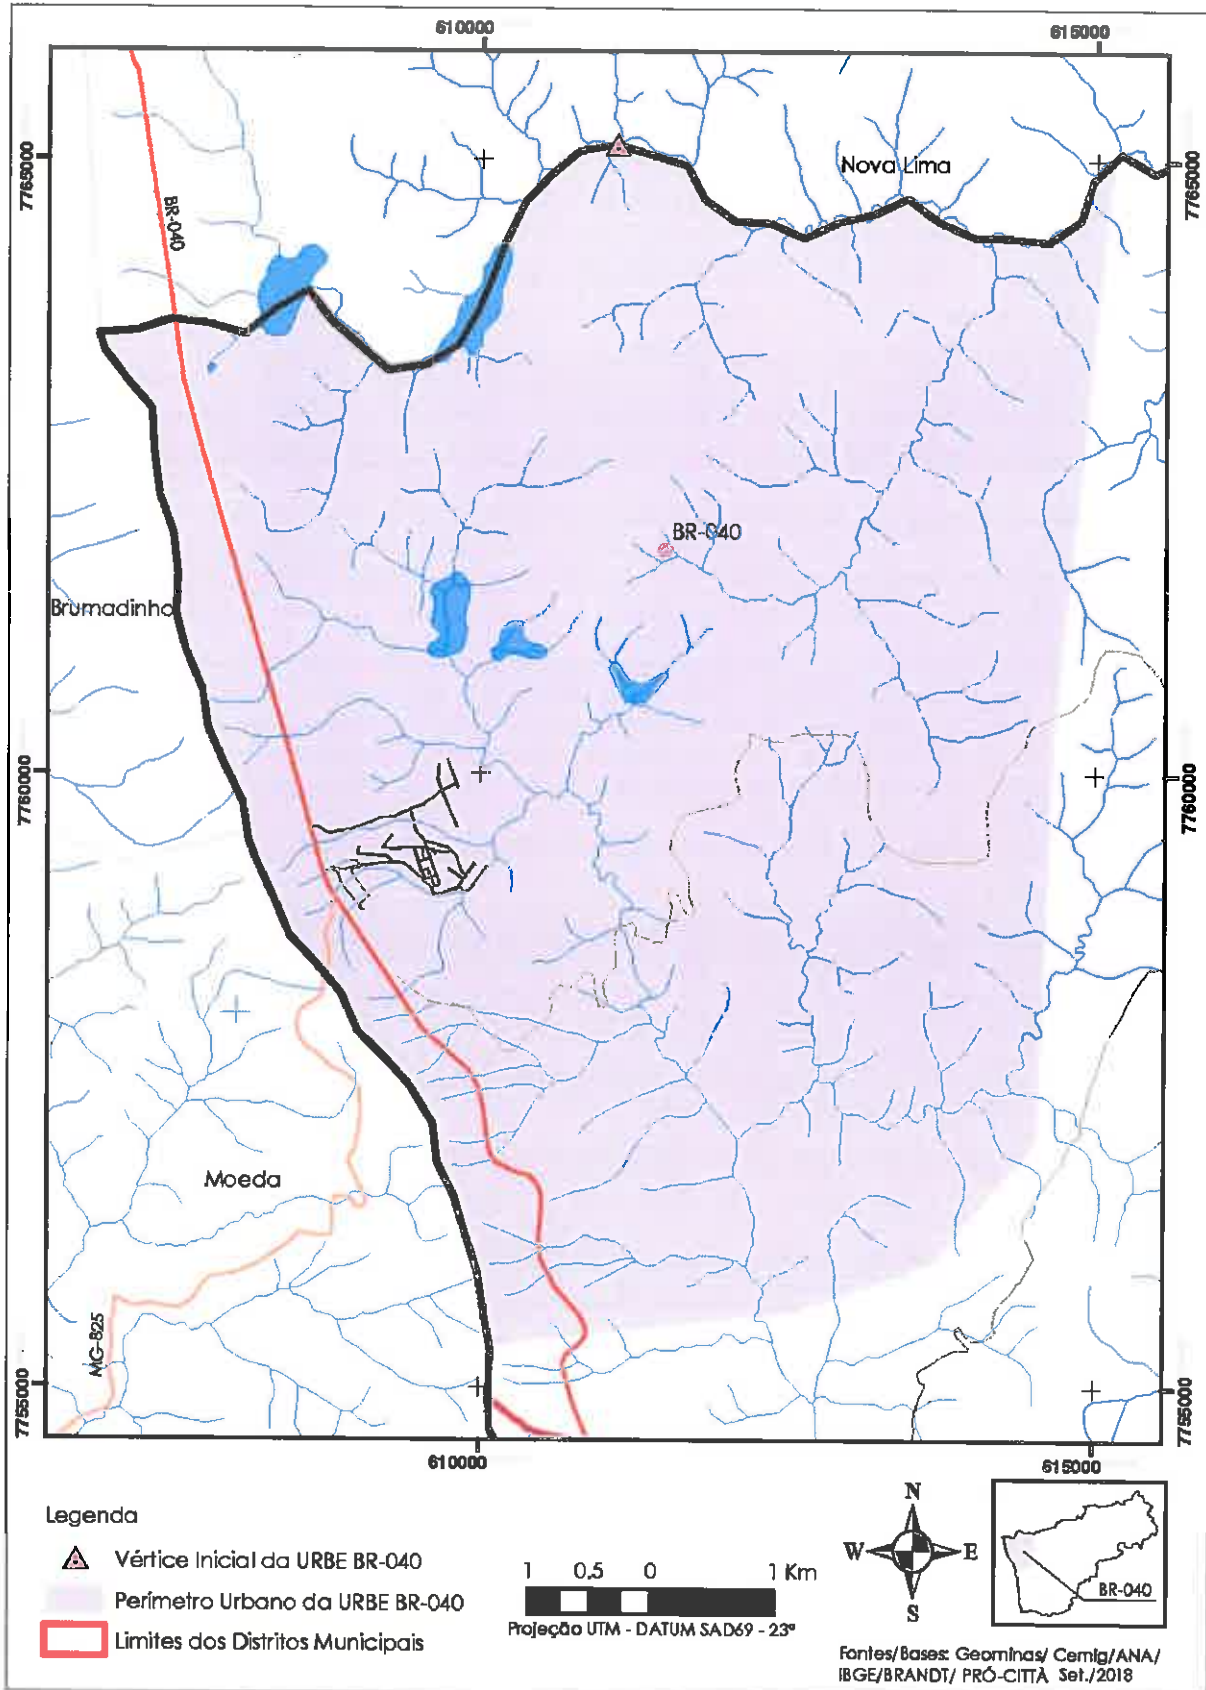 610000
615000
7765000
7765000
Nova Lima
BR-040
BR-040
Brumadinho
7760000
7760000
Moeda
MG-825
7755000
7755000
610000
615000
Legenda
Vértice Inicial da URBE BR-040
Perímetro Urbano da URBE BR-040
Limites dos Distritos Municipais
1 0,5 0 1 Km
Projeção UTM - DATUM SAD69 - 23º
N
W E
S
BR-040
Fontes/Bases: Geominas/ Cemig/ANA/
IBGE/BRANDT/ PRÓ-CITTÀ Set./2018